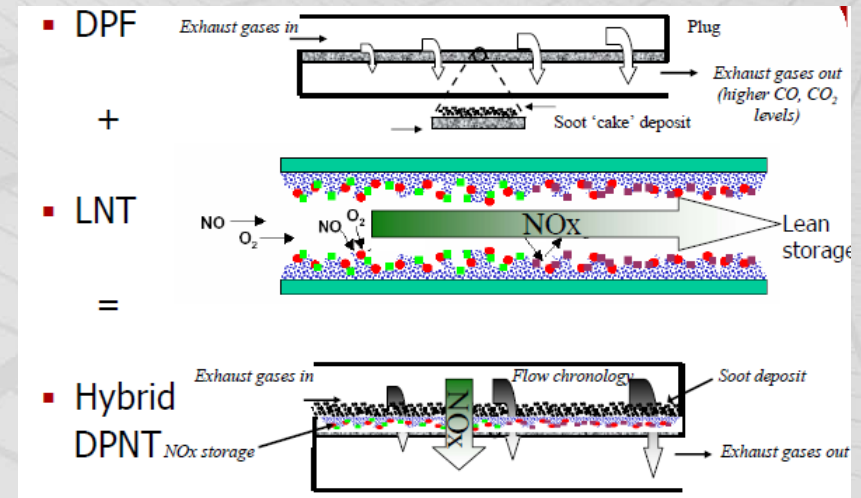 ▪ DPF
Exhaust gases in
Plug
Exhaust gases out
(higher CO, CO₂
levels)
+
Soot 'cake' deposit
▪ LNT
NO
O₂
NO
O₂
NOx
Lean
storage
=
▪ Hybrid
DPNT
Exhaust gases in
Flow chronology
Soot deposit
NOx
NOx storage
Exhaust gases out